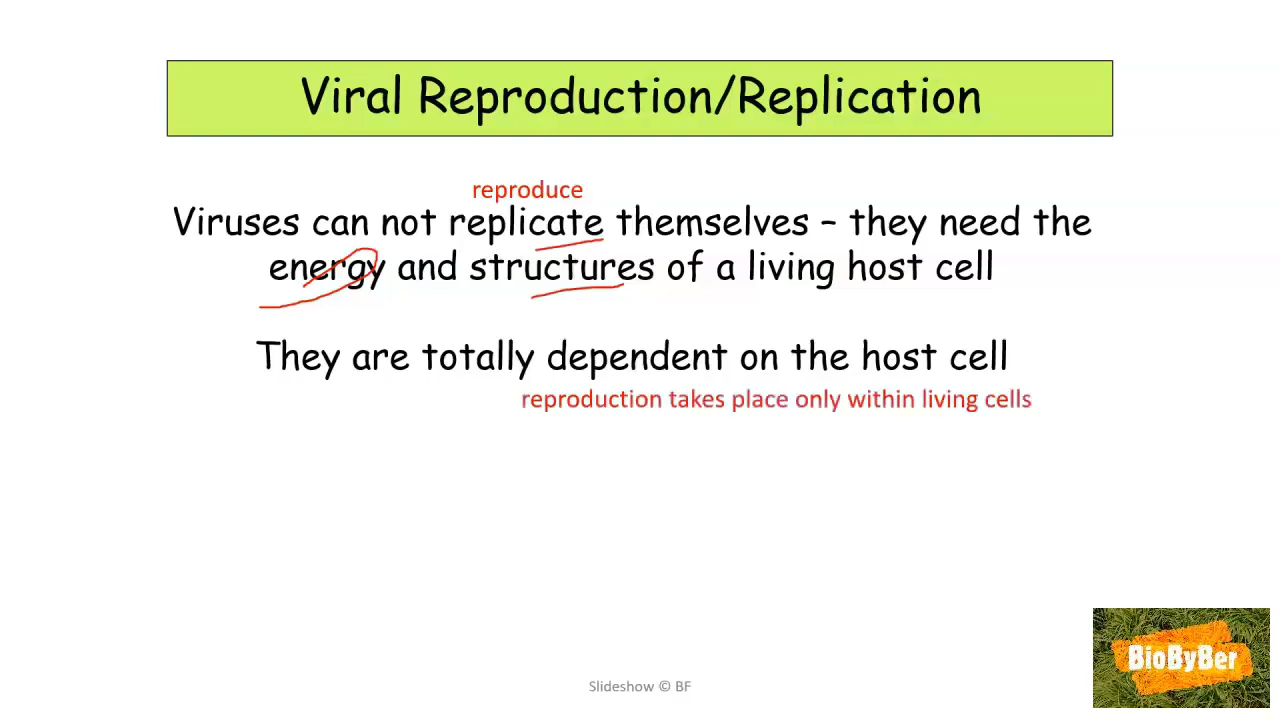 Viral Reproduction/Replication
reproduce
Viruses can not replicate themselves – they need the
energy and structures of a living host cell
They are totally dependent on the host cell
reproduction takes place only within living cells
BioByBer
Slideshow © BF